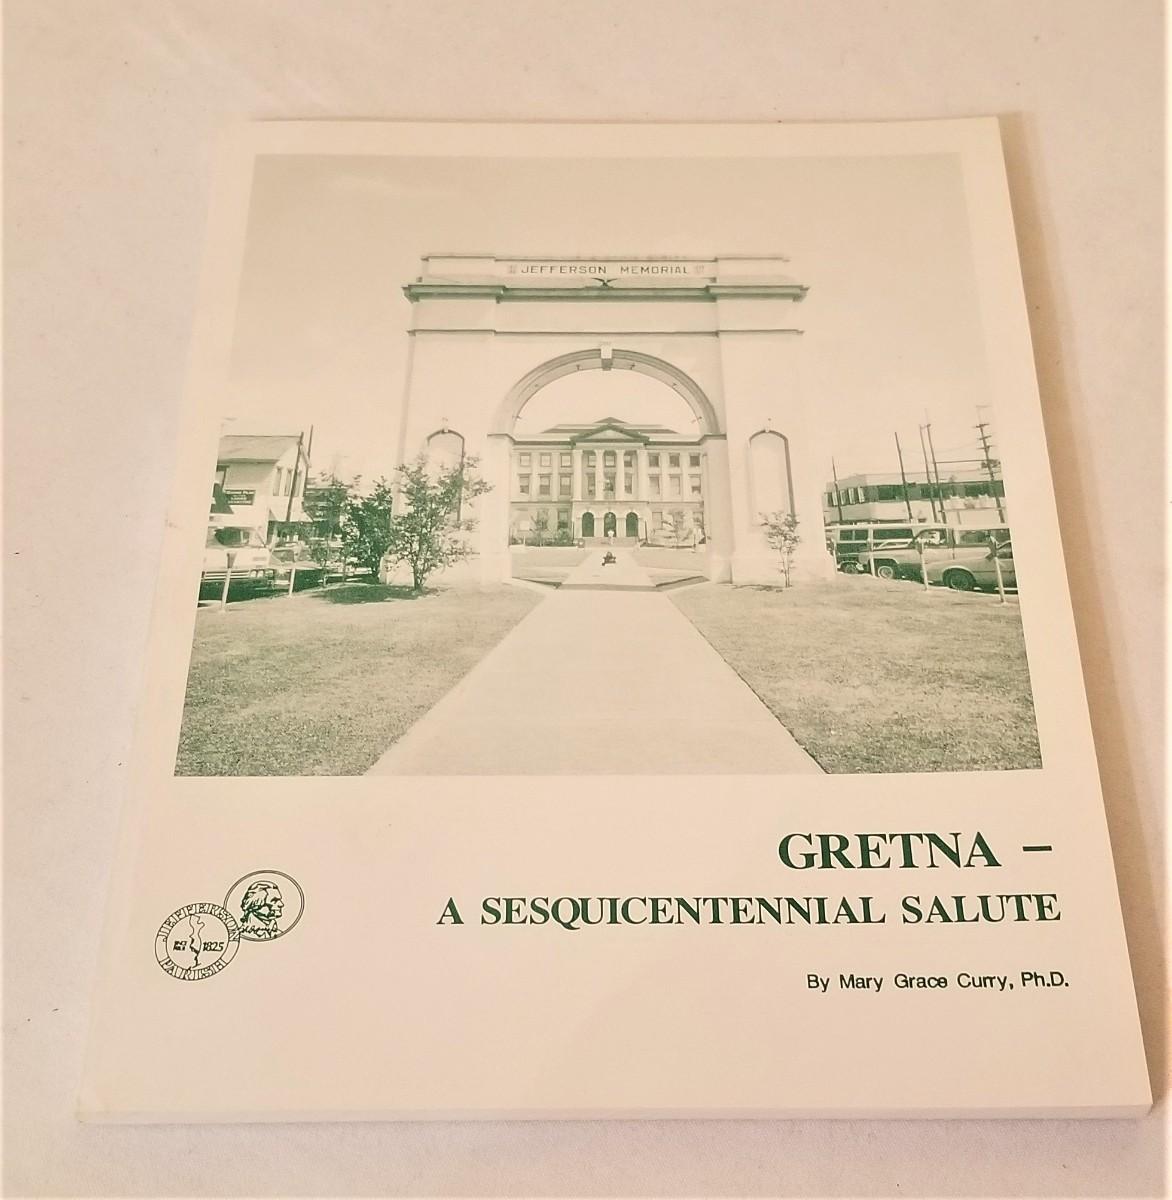 JEFFERSON MEMORIAL
GRETNA –
A SESQUICENTENNIAL SALUTE
By Mary Grace Curry, Ph.D.
JEFFERSON
1825
PARISH